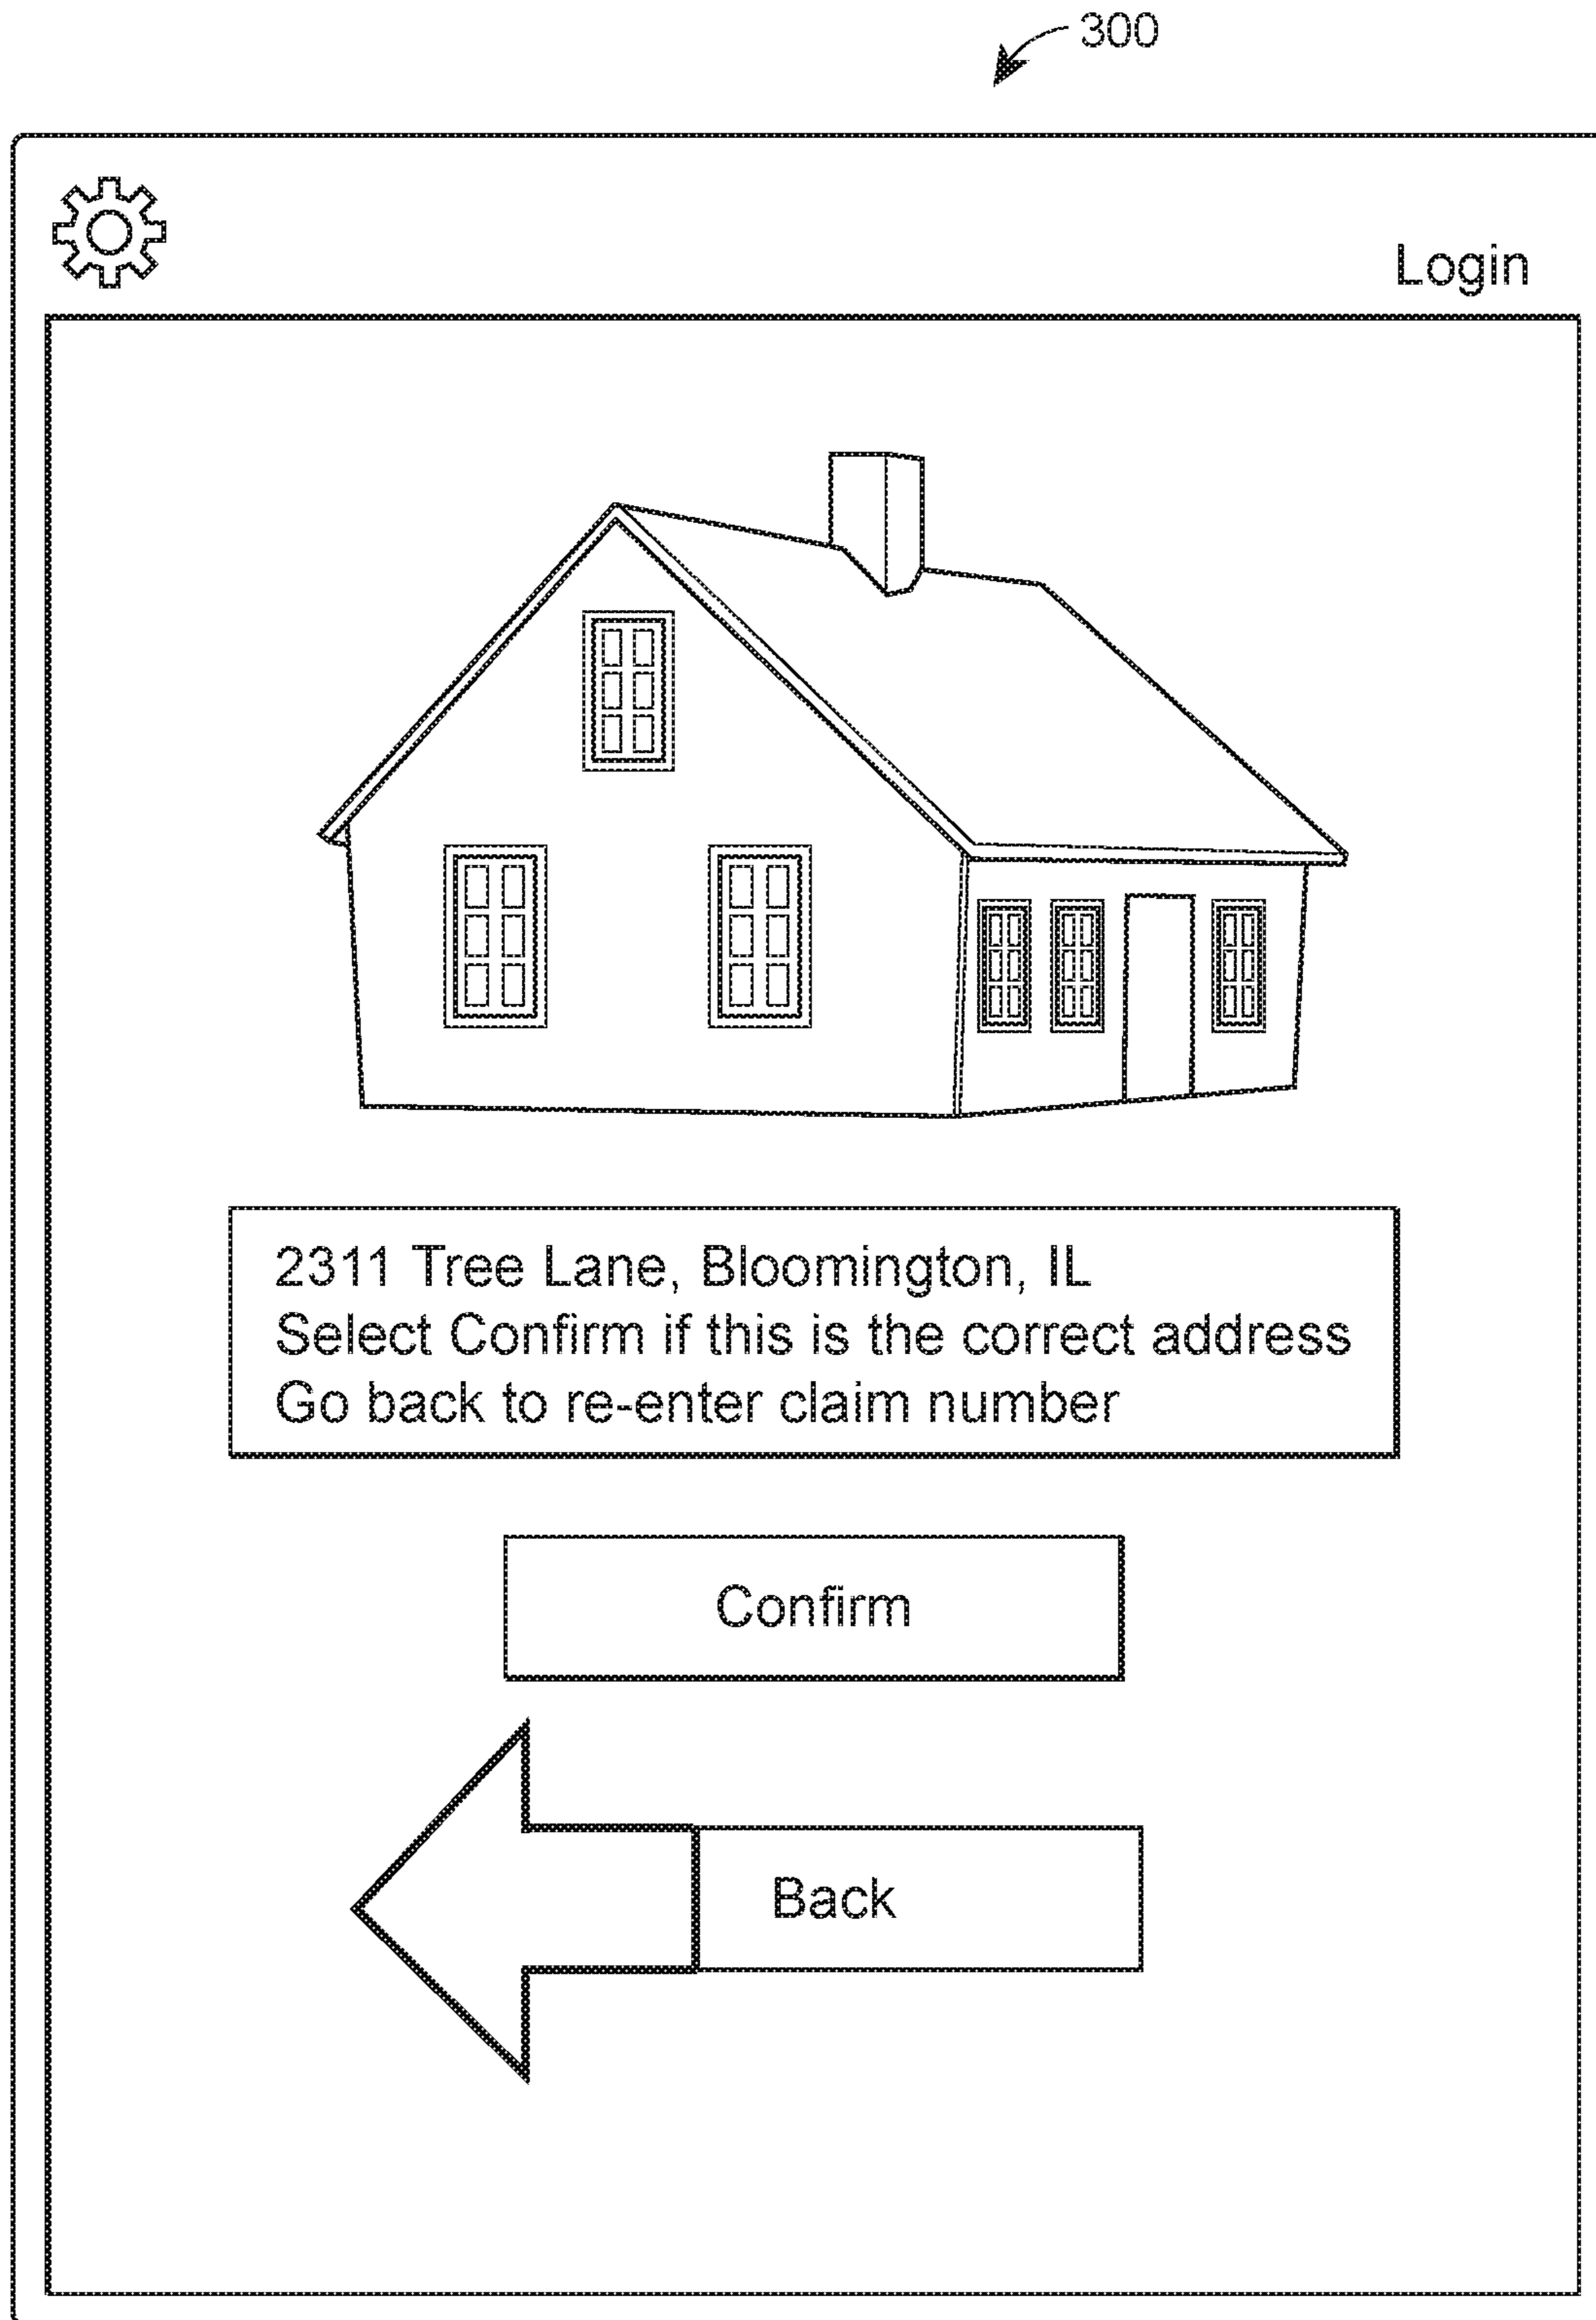 300
Login
2311 Tree Lane, Bloomington, IL
Select Confirm if this is the correct address
Go back to re-enter claim number
Confirm
Back